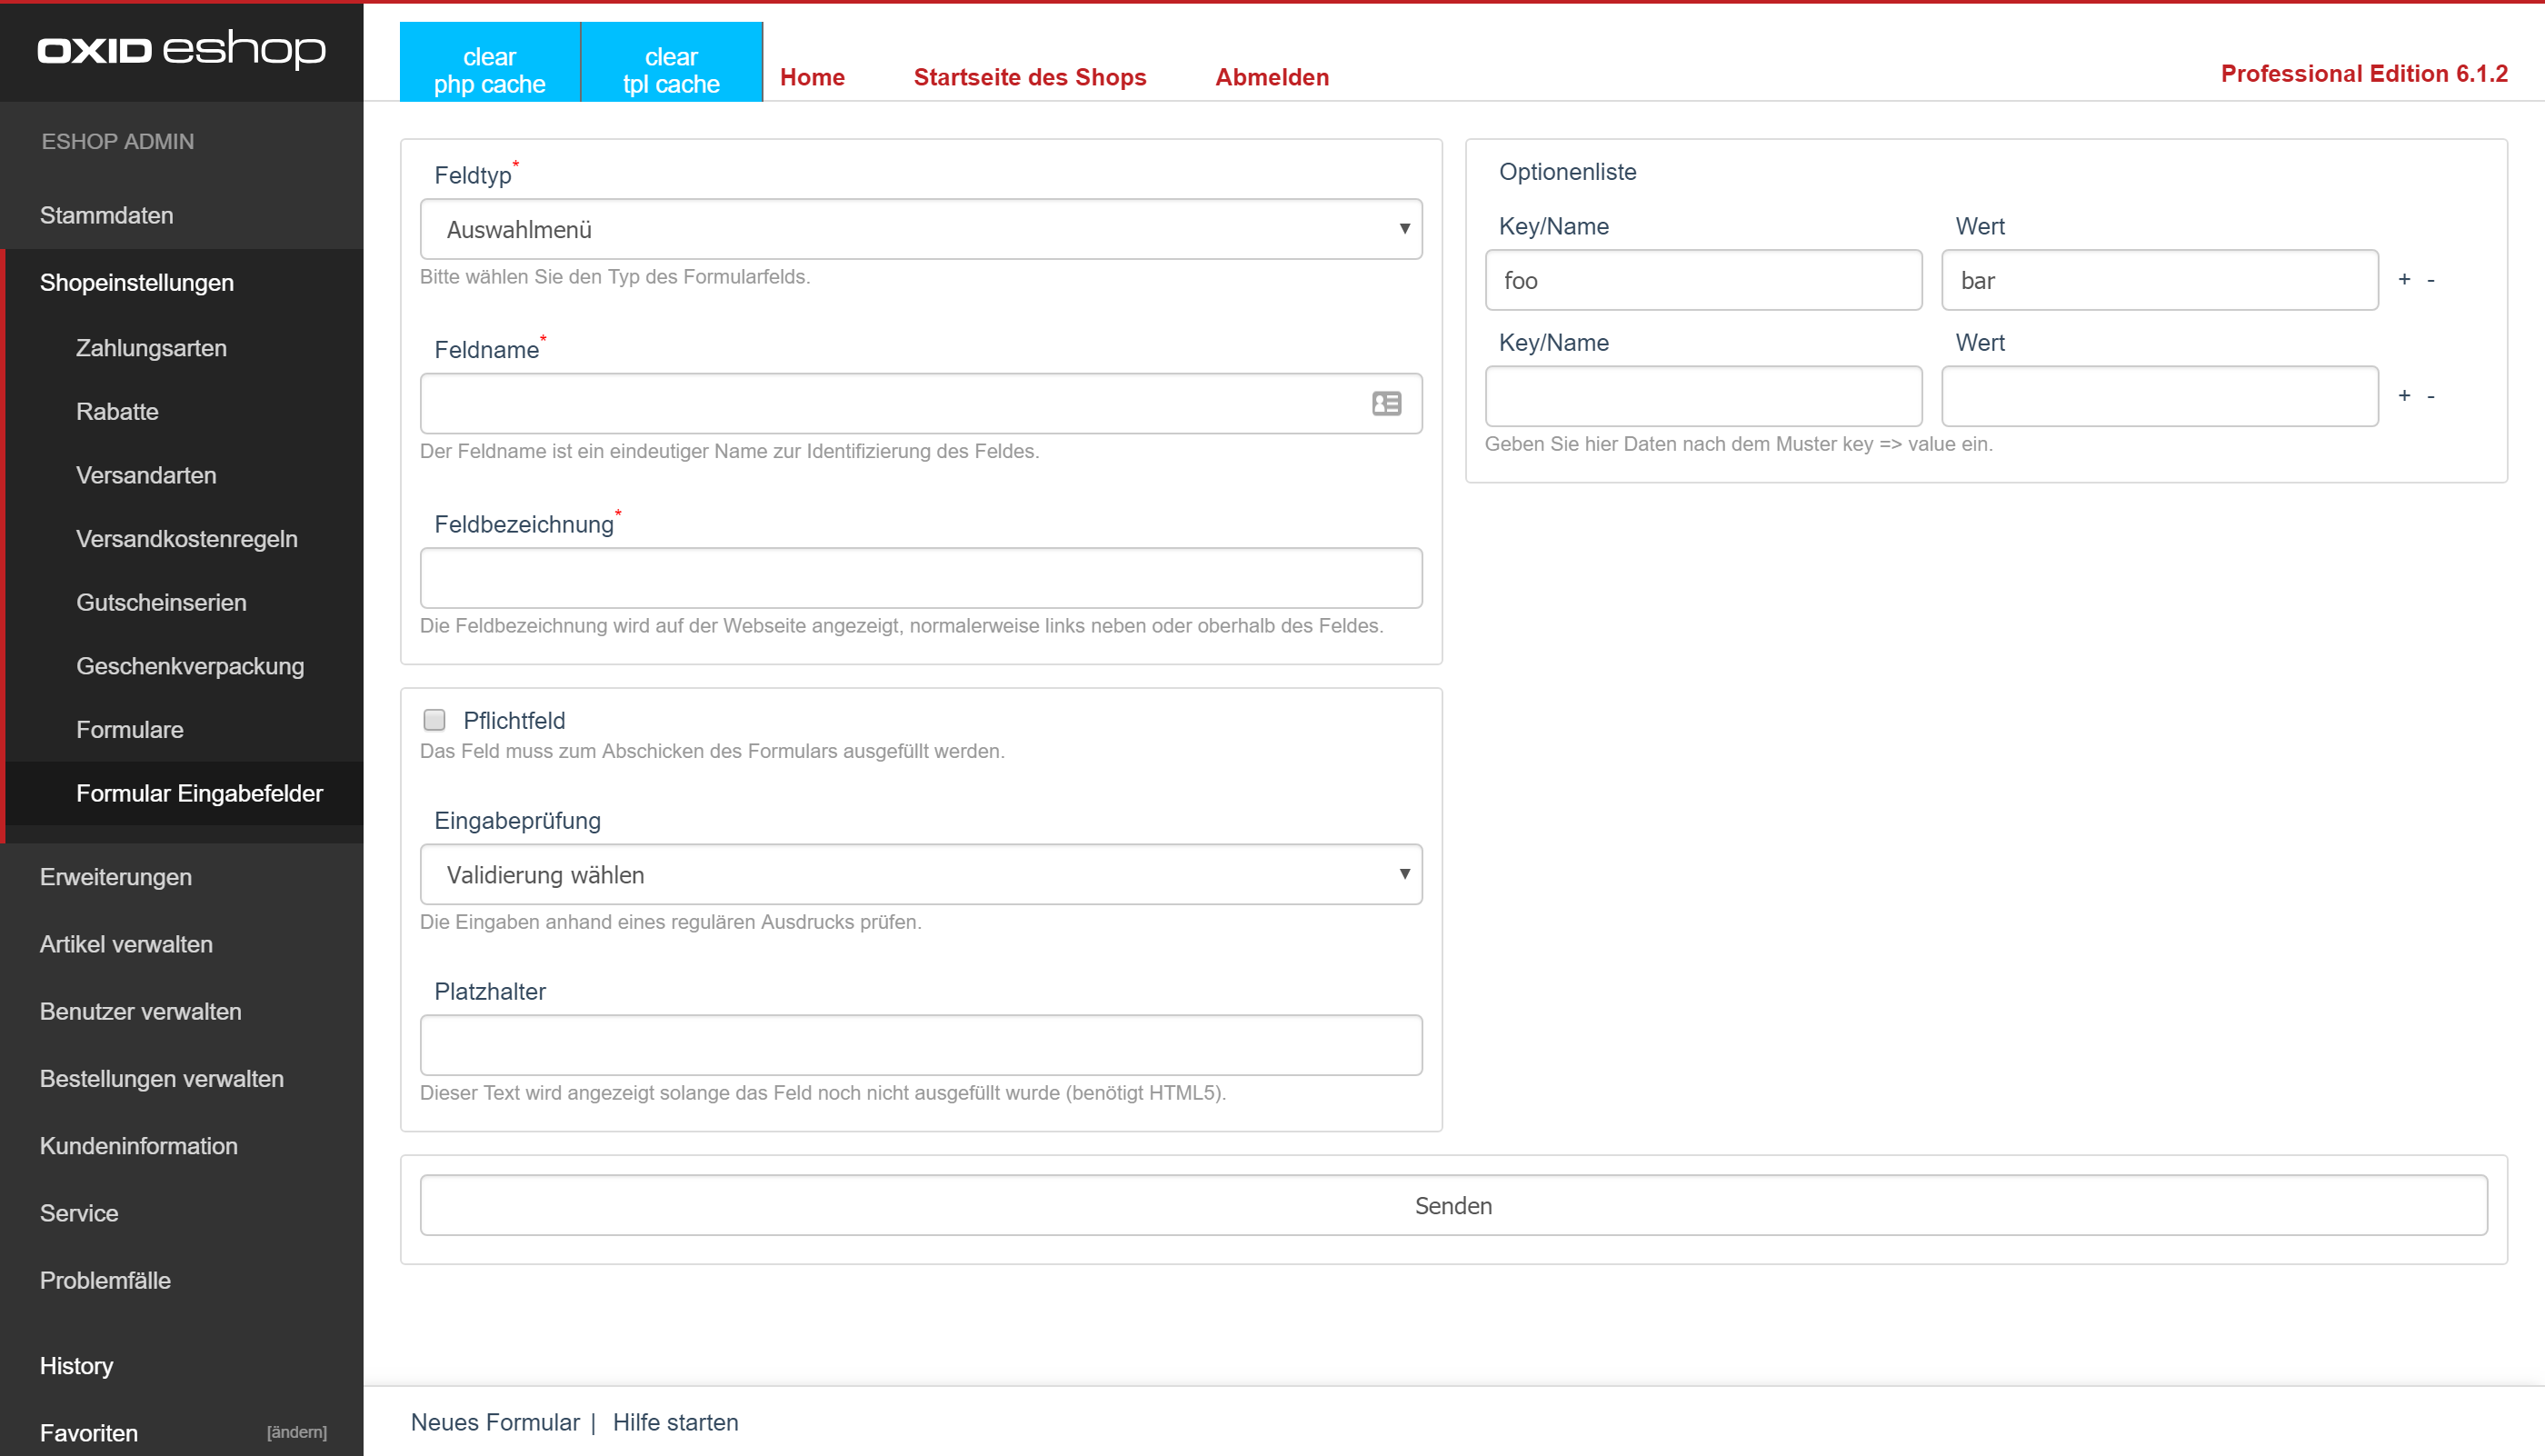 OXID eshop
ESHOP ADMIN
Stammdaten
Shopeinstellungen
Zahlungsarten
Rabatte
Versandarten
Versandkostenregeln
Gutscheinserien
Geschenkverpackung
Formulare
Formular Eingabefelder
Erweiterungen
Artikel verwalten
Benutzer verwalten
Bestellungen verwalten
Kundeninformation
Service
Problemfälle
History
Favoriten [ändern]
clear
php cache
clear
tpl cache
Home Startseite des Shops Abmelden
Professional Edition 6.1.2
Feldtyp*
Auswahlmenü
Bitte wählen Sie den Typ des Formularfelds.
Feldname*
Der Feldname ist ein eindeutiger Name zur Identifizierung des Feldes.
Feldbezeichnung*
Die Feldbezeichnung wird auf der Webseite angezeigt, normalerweise links neben oder oberhalb des Feldes.
Pflichtfeld
Das Feld muss zum Abschicken des Formulars ausgefüllt werden.
Eingabeprüfung
Validierung wählen
Die Eingaben anhand eines regulären Ausdrucks prüfen.
Platzhalter
Dieser Text wird angezeigt solange das Feld noch nicht ausgefüllt wurde (benötigt HTML5).
Optionenliste
Key/Name Wert
foo bar + -
Key/Name Wert
+ -
Geben Sie hier Daten nach dem Muster key => value ein.
Senden
Neues Formular | Hilfe starten